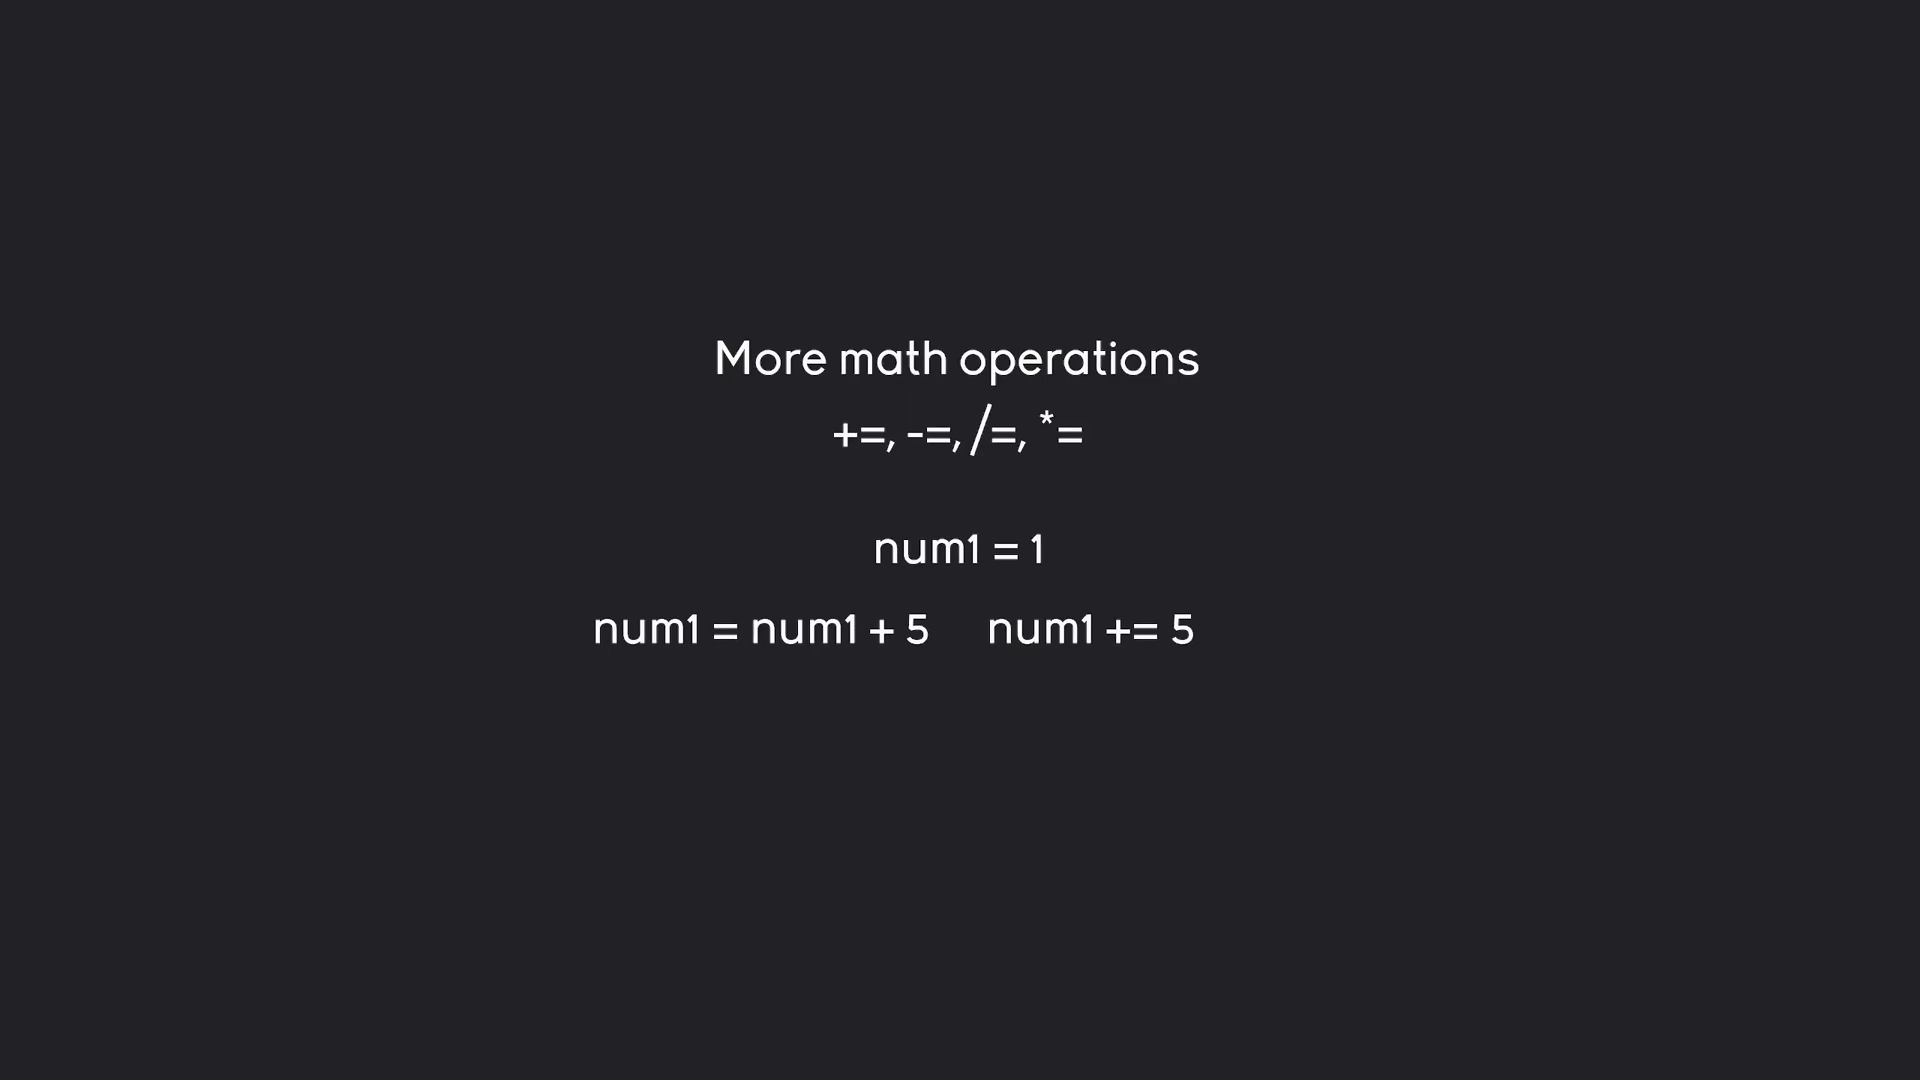 More math operations
+=, -=, /=, *=
num1 = 1
num1 = num1 + 5 num1 += 5